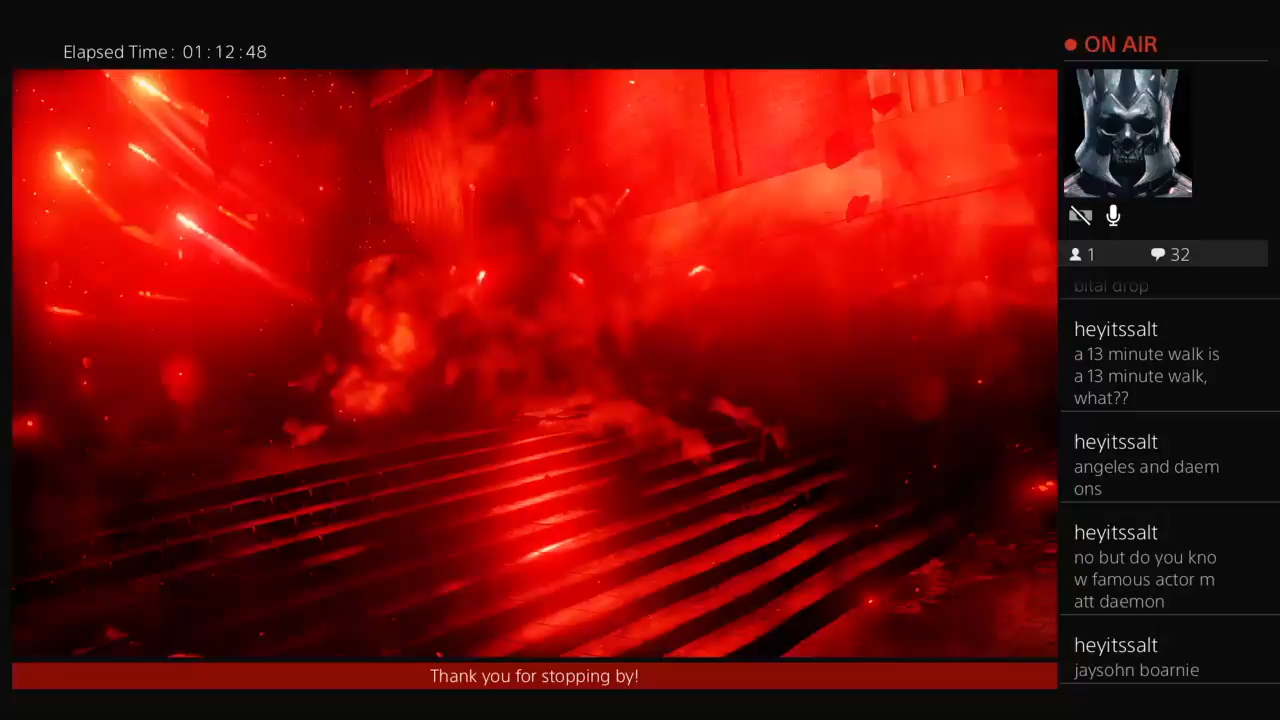 Elapsed Time: 01:12:48
ON AIR
1 32
bital drop
heyitssalt
a 13 minute walk is
a 13 minute walk,
what??
heyitssalt
angeles and daem
ons
heyitssalt
no but do you kno
w famous actor m
att daemon
heyitssalt
jaysohn boarnie
Thank you for stopping by!